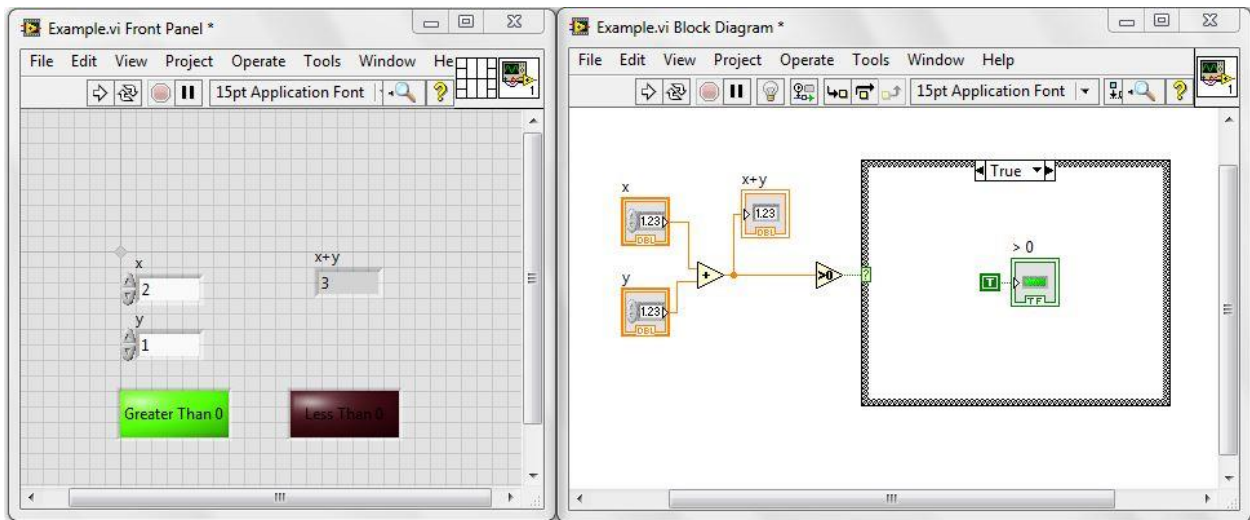 Example.vi Front Panel *
File Edit View Project Operate Tools Window He
15pt Application Font
1
x
2
x+y
3
y
1
Greater Than 0
Less Than 0
Example.vi Block Diagram *
File Edit View Project Operate Tools Window Help
15pt Application Font
1
True
x
1.23
DBL
x+y
1.23
DBL
y
1.23
DBL
+
>0
?
> 0
T
TF